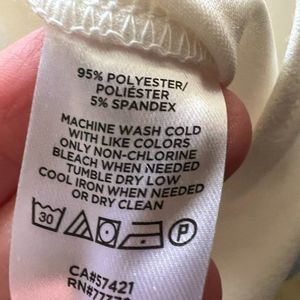 95% POLYESTER/
POLIÉSTER
5% SPANDEX
MACHINE WASH COLD
WITH LIKE COLORS
ONLY NON-CHLORINE
BLEACH WHEN NEEDED
TUMBLE DRY LOW
COOL IRON WHEN NEEDED
OR DRY CLEAN
30 P
CA#57421